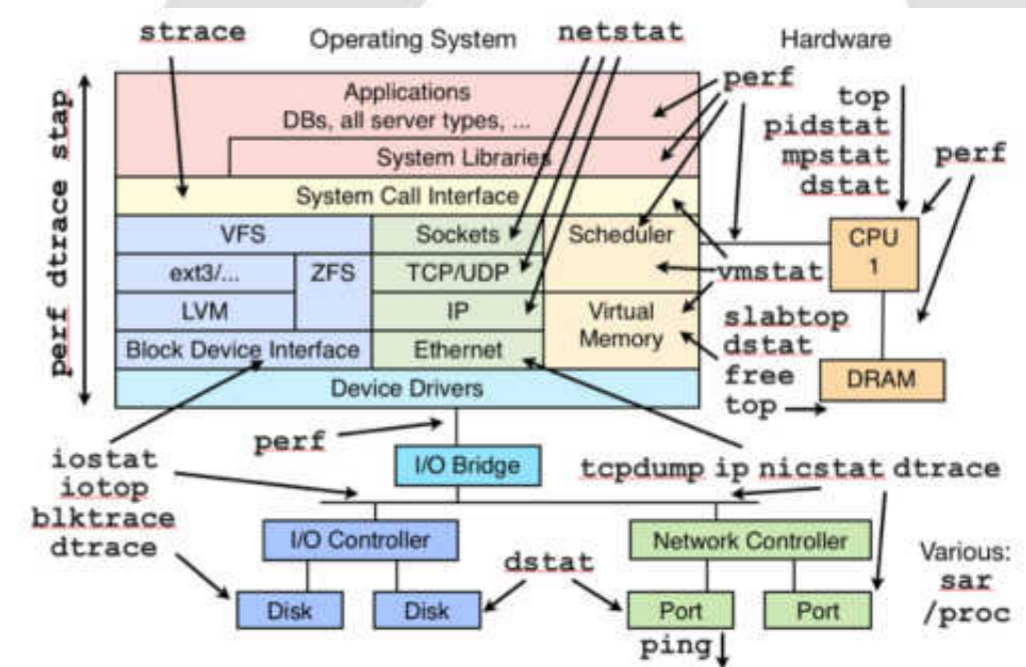 strace
Operating System
netstat
Hardware
perf dtrace stap
Applications
DBs, all server types, ...
System Libraries
System Call Interface
VFS
Sockets
Scheduler
ext3/...
ZFS
TCP/UDP
LVM
IP
Virtual
Memory
Block Device Interface
Ethernet
Device Drivers
perf
top
pidstat
mpstat
dstat
perf
CPU
1
vmstat
slabtop
dstat
free
top
DRAM
perf
I/O Bridge
iostat
iotop
blktrace
dtrace
tcpdump ip nicstat dtrace
I/O Controller
Network Controller
dstat
Disk
Disk
Port
Port
ping
Various:
sar
/proc